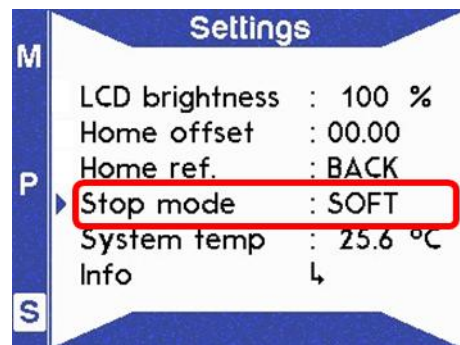 Settings
M
LCD brightness : 100 %
Home offset : 00.00
Home ref. : BACK
P
Stop mode : SOFT
System temp : 25.6 ºC
Info ↳
S